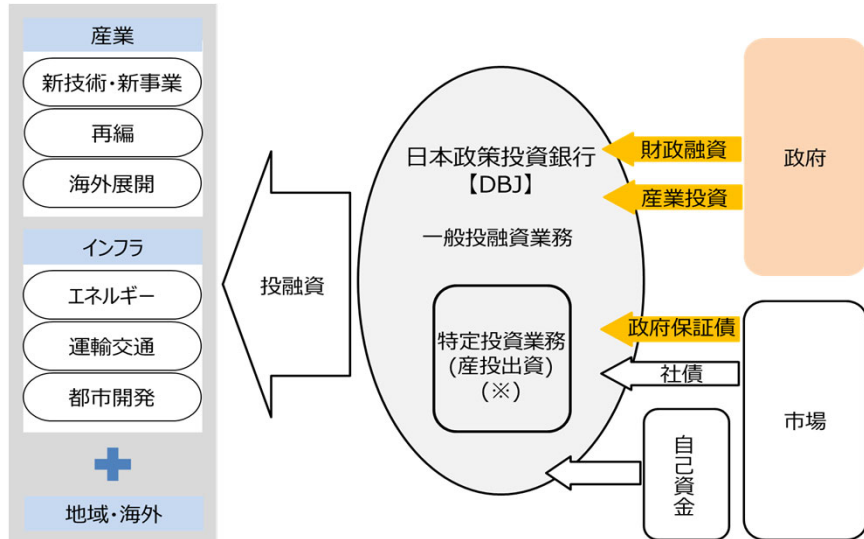 産業
新技術・新事業
再編
海外展開
インフラ
エネルギー
運輸交通
都市開発
地域・海外
投融資
日本政策投資銀行
【DBJ】
一般投融資業務
特定投資業務
(産投出資)
(※)
財政融資
産業投資
政府保証債
社債
自己資金
政府
市場